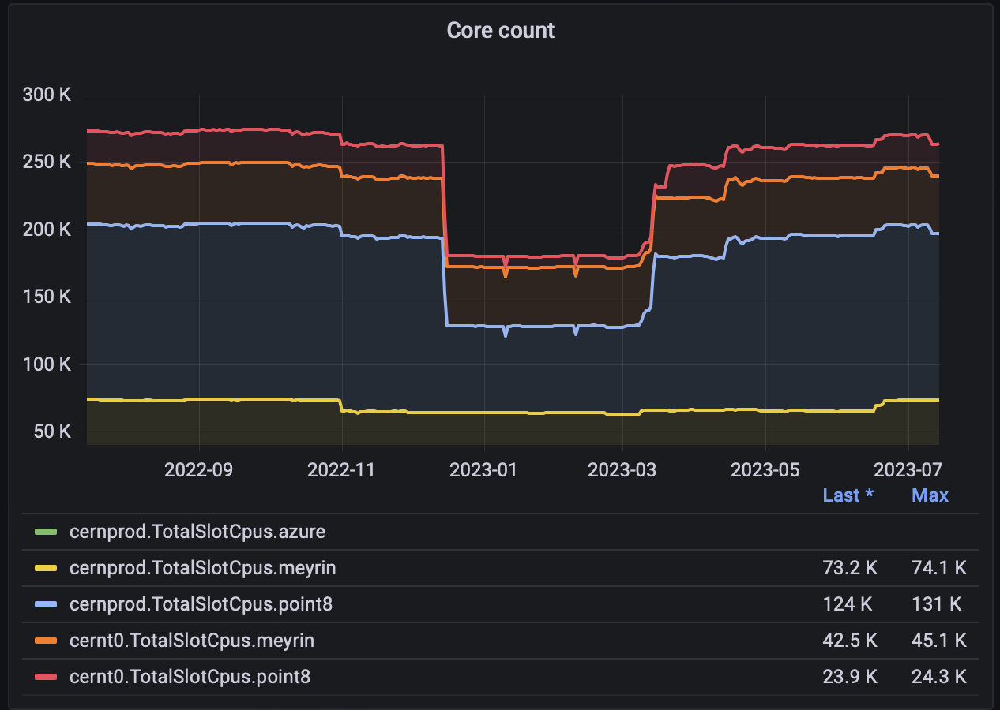 Core count
300 K
250 K
200 K
150 K
100 K
50 K
2022-09 2022-11 2023-01 2023-03 2023-05 2023-07
Last * Max
cernprod.TotalSlotCpus.azure
cernprod.TotalSlotCpus.meyrin 73.2 K 74.1 K
cernprod.TotalSlotCpus.point8 124 K 131 K
cernt0.TotalSlotCpus.meyrin 42.5 K 45.1 K
cernt0.TotalSlotCpus.point8 23.9 K 24.3 K